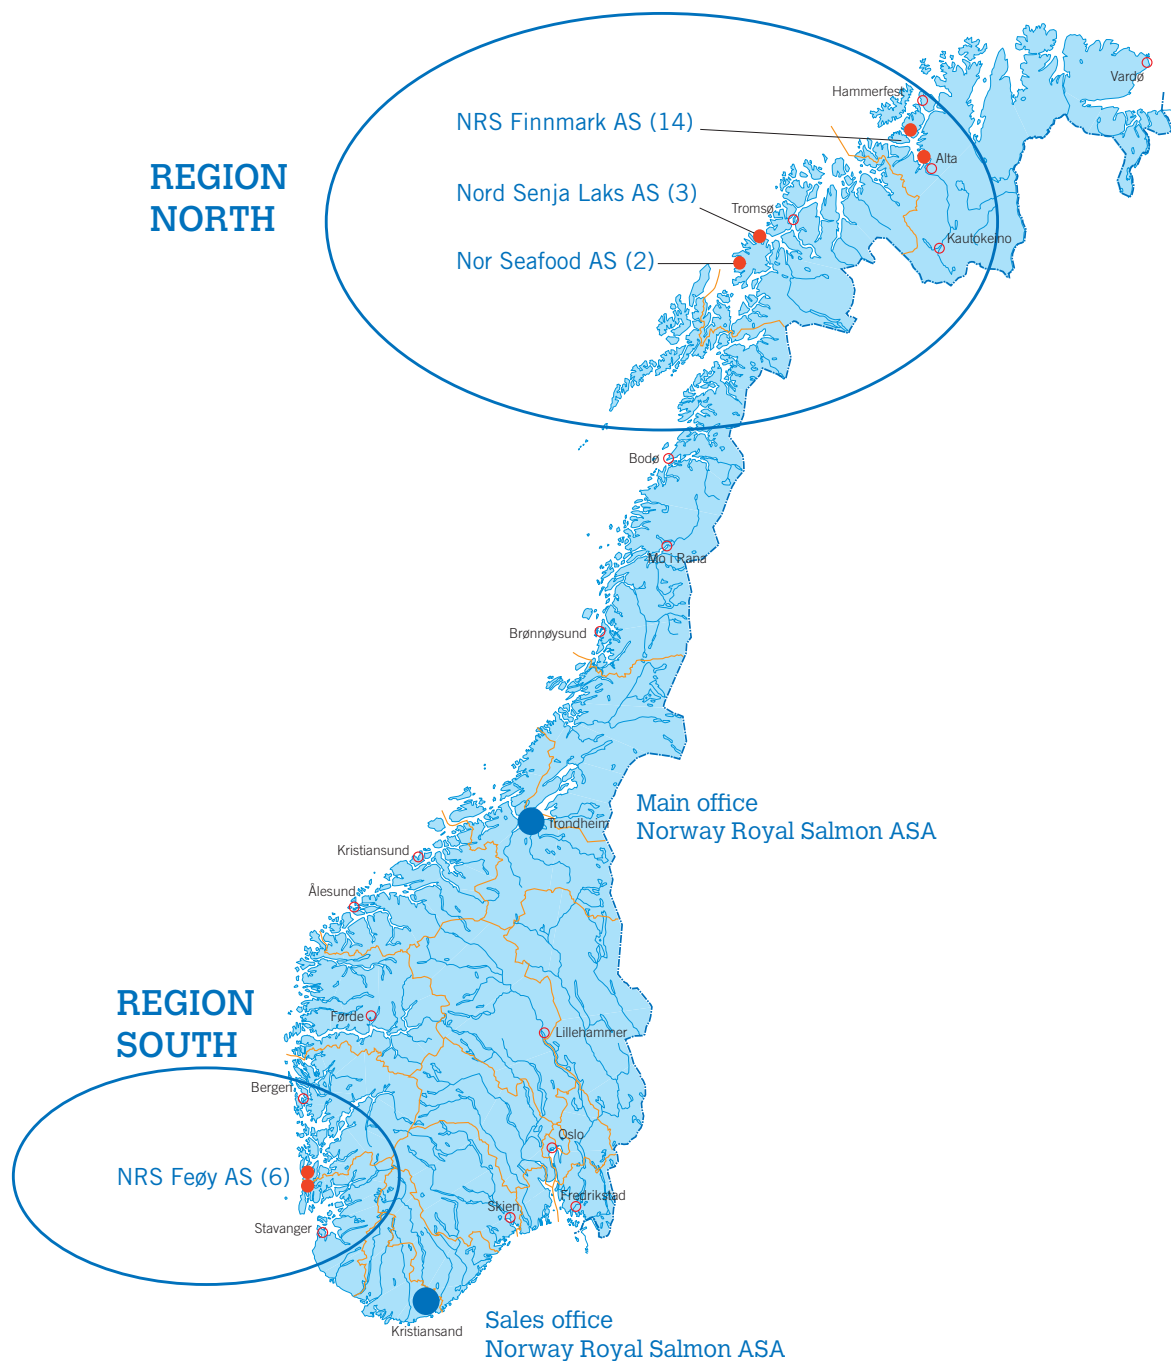 Vardø
Hammerfest
NRS Finnmark AS (14)
Alta
REGION
NORTH
Nord Senja Laks AS (3)
Tromsø
Kautokeino
Nor Seafood AS (2)
Bodø
Mo i Rana
Brønnøysund
Main office
Norway Royal Salmon ASA
Trondheim
Kristiansund
Ålesund
REGION
SOUTH
Førde
Lillehammer
Bergen
Oslo
NRS Feøy AS (6)
Fredrikstad
Skien
Stavanger
Sales office
Norway Royal Salmon ASA
Kristiansand